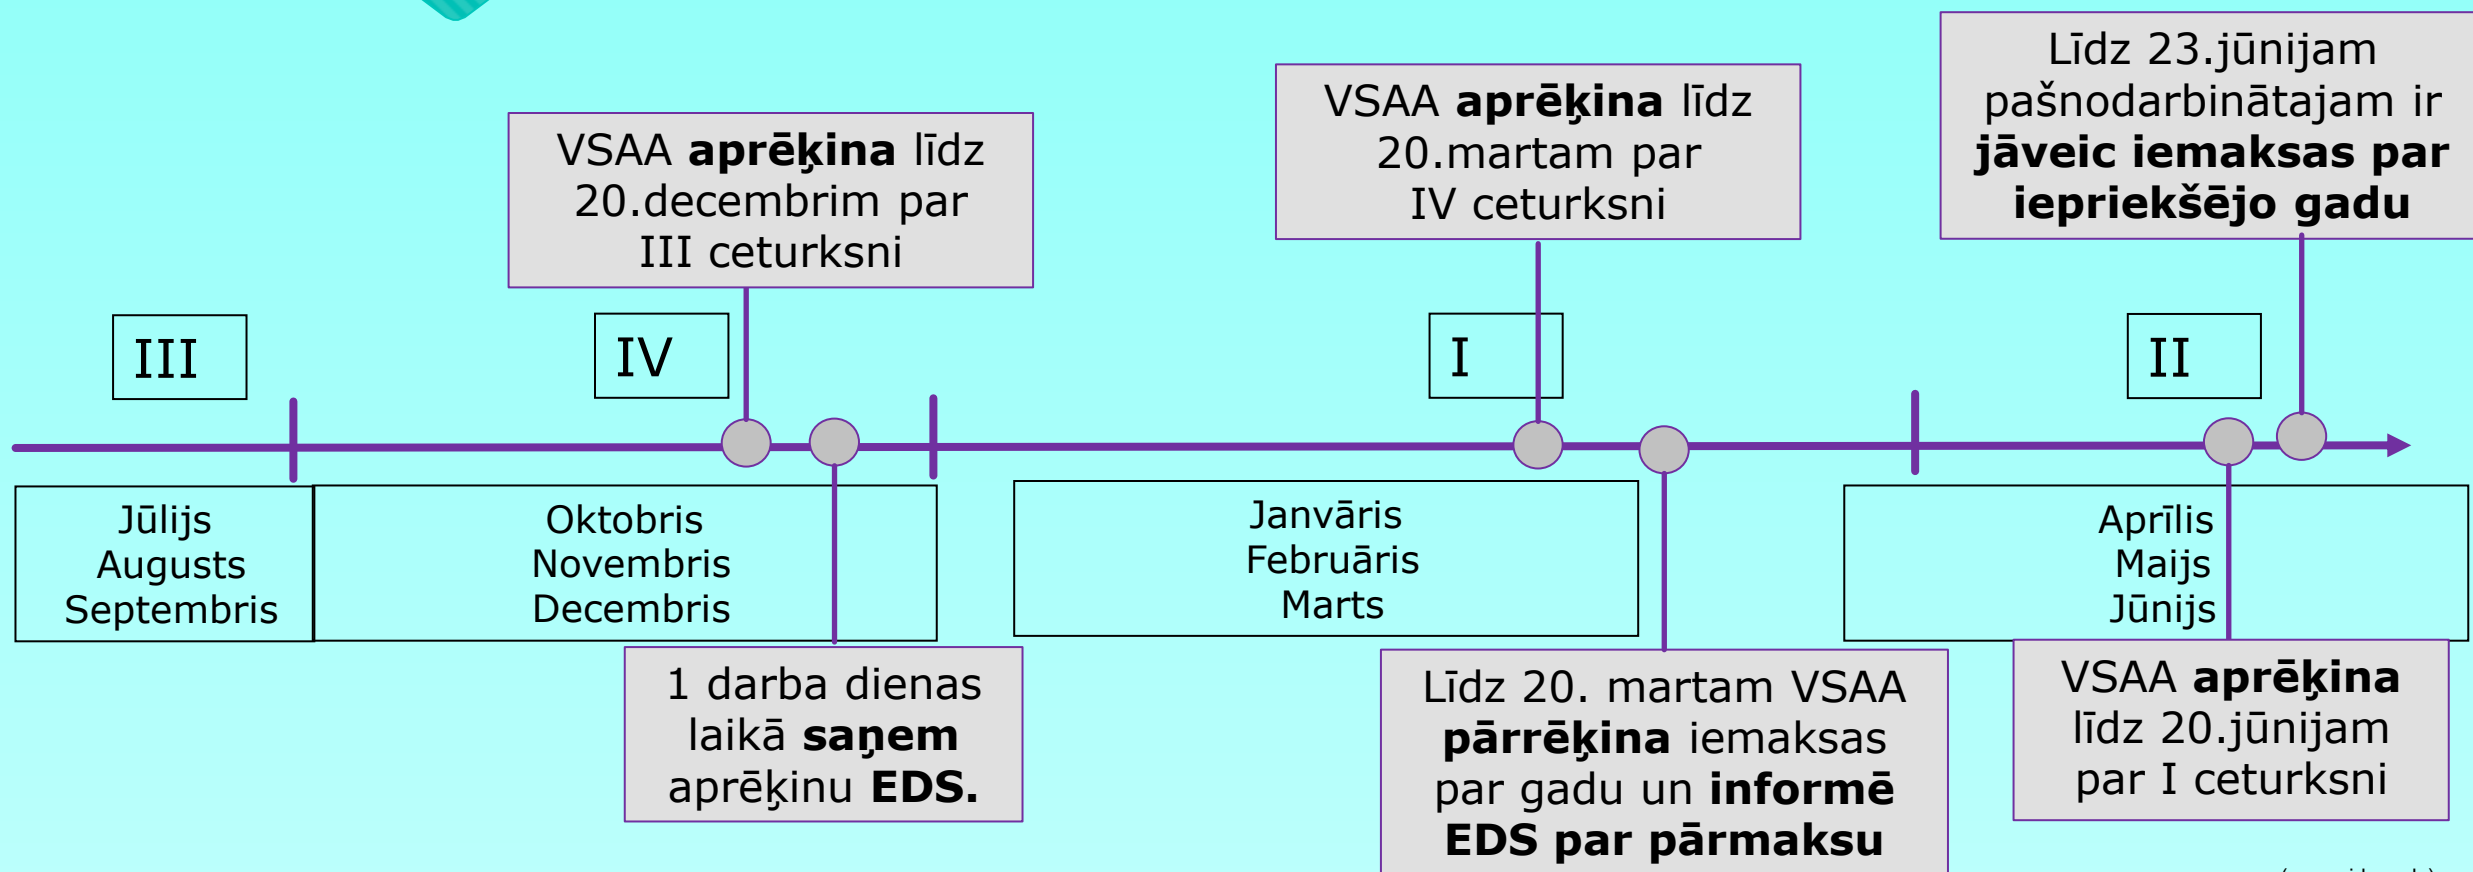 Līdz 23.jūnijam
pašnodarbinātajam ir
jāveic iemaksas par
iepriekšējo gadu
VSAA aprēķina līdz
20.martam par
IV ceturksni
VSAA aprēķina līdz
20.decembrim par
III ceturksni
III
IV
I
II
Jūlijs
Augusts
Septembris
Oktobris
Novembris
Decembris
Janvāris
Februāris
Marts
Aprīlis
Maijs
Jūnijs
1 darba dienas
laikā saņem
aprēķinu EDS.
Līdz 20. martam VSAA
pārrēķina iemaksas
par gadu un informē
EDS par pārmaksu
VSAA aprēķina
līdz 20.jūnijam
par I ceturksni